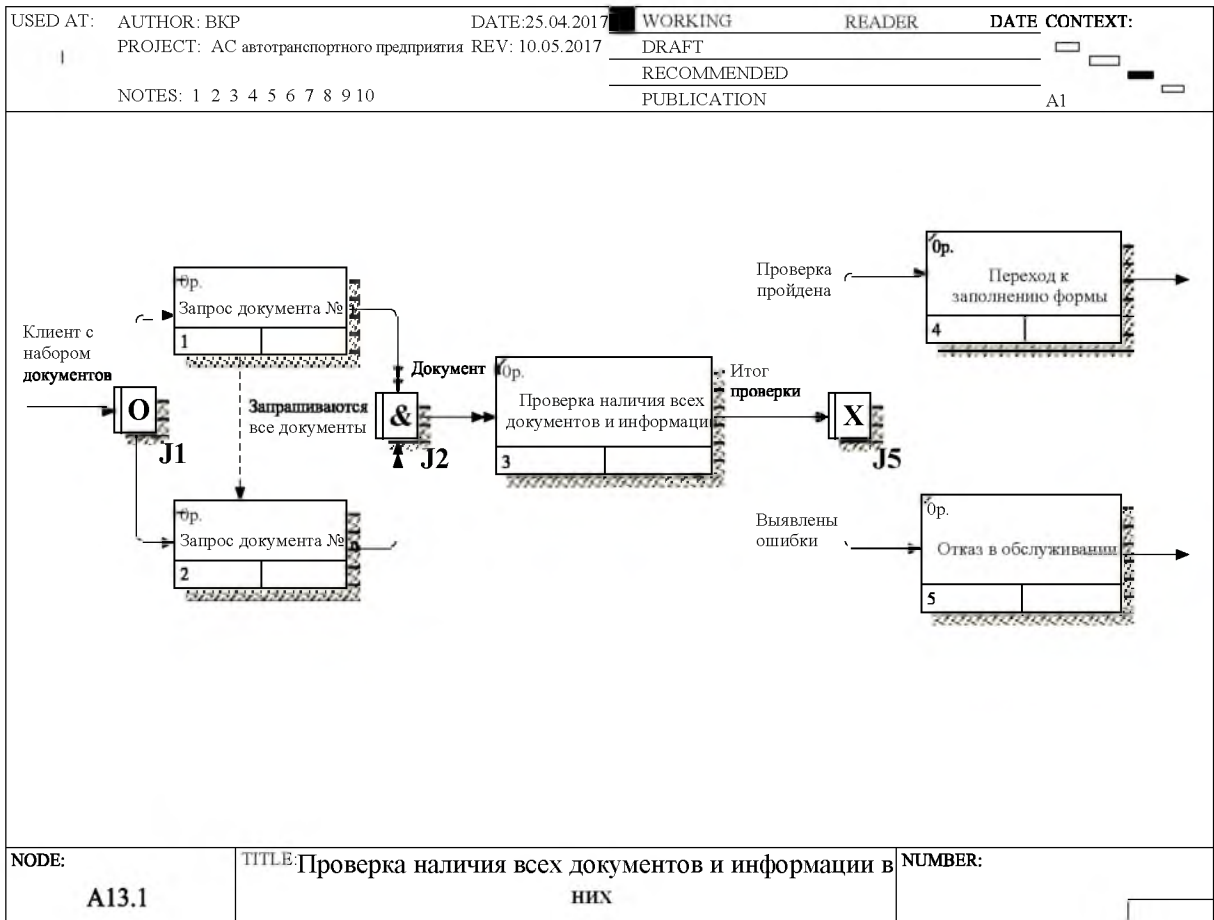 USED AT:
AUTHOR: ВКР
DATE:25.04.2017
PROJECT: АС автотранспортного предприятия
REV: 10.05.2017
NOTES: 1 2 3 4 5 6 7 8 9 10
WORKING
READER
DATE
CONTEXT:
DRAFT
RECOMMENDED
PUBLICATION
A1
Клиент с
набором
документов
O
J1
0р.
Запрос документа №
1
Запрашиваются
все документы
0р.
Запрос документа №
2
&
J2
Документ
0р.
Проверка наличия всех
документов и информаци
3
Итог
проверки
X
J5
Проверка
пройдена
0р.
Переход к
заполнению формы
4
Выявлены
ошибки
0р.
Отказ в обслуживании
5
NODE:
A13.1
TITLE:
Проверка наличия всех документов и информации в
них
NUMBER: